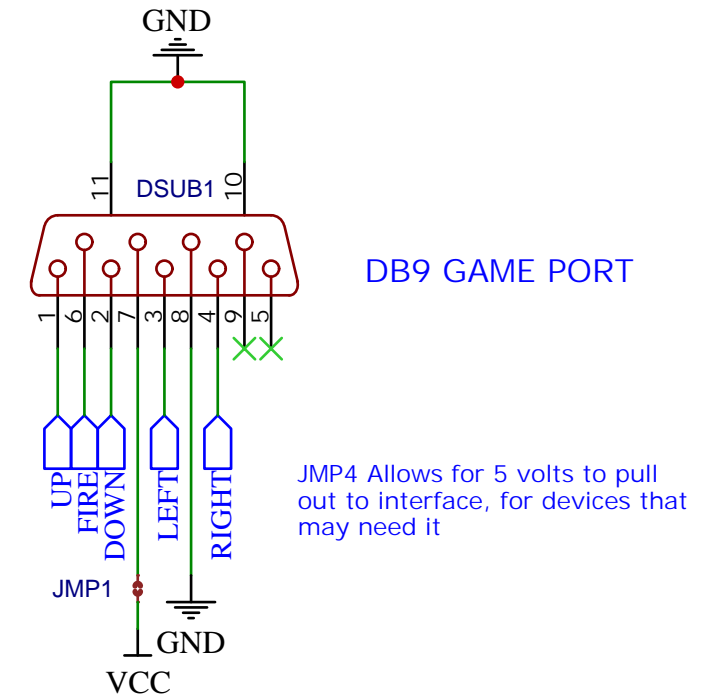 GND
11
DSUB1
10
DB9 GAME PORT
1
6
2
7
3
8
4
9
5
UP
FIRE
DOWN
LEFT
RIGHT
JMP4 Allows for 5 volts to pull
out to interface, for devices that
may need it
JMP1
GND
VCC